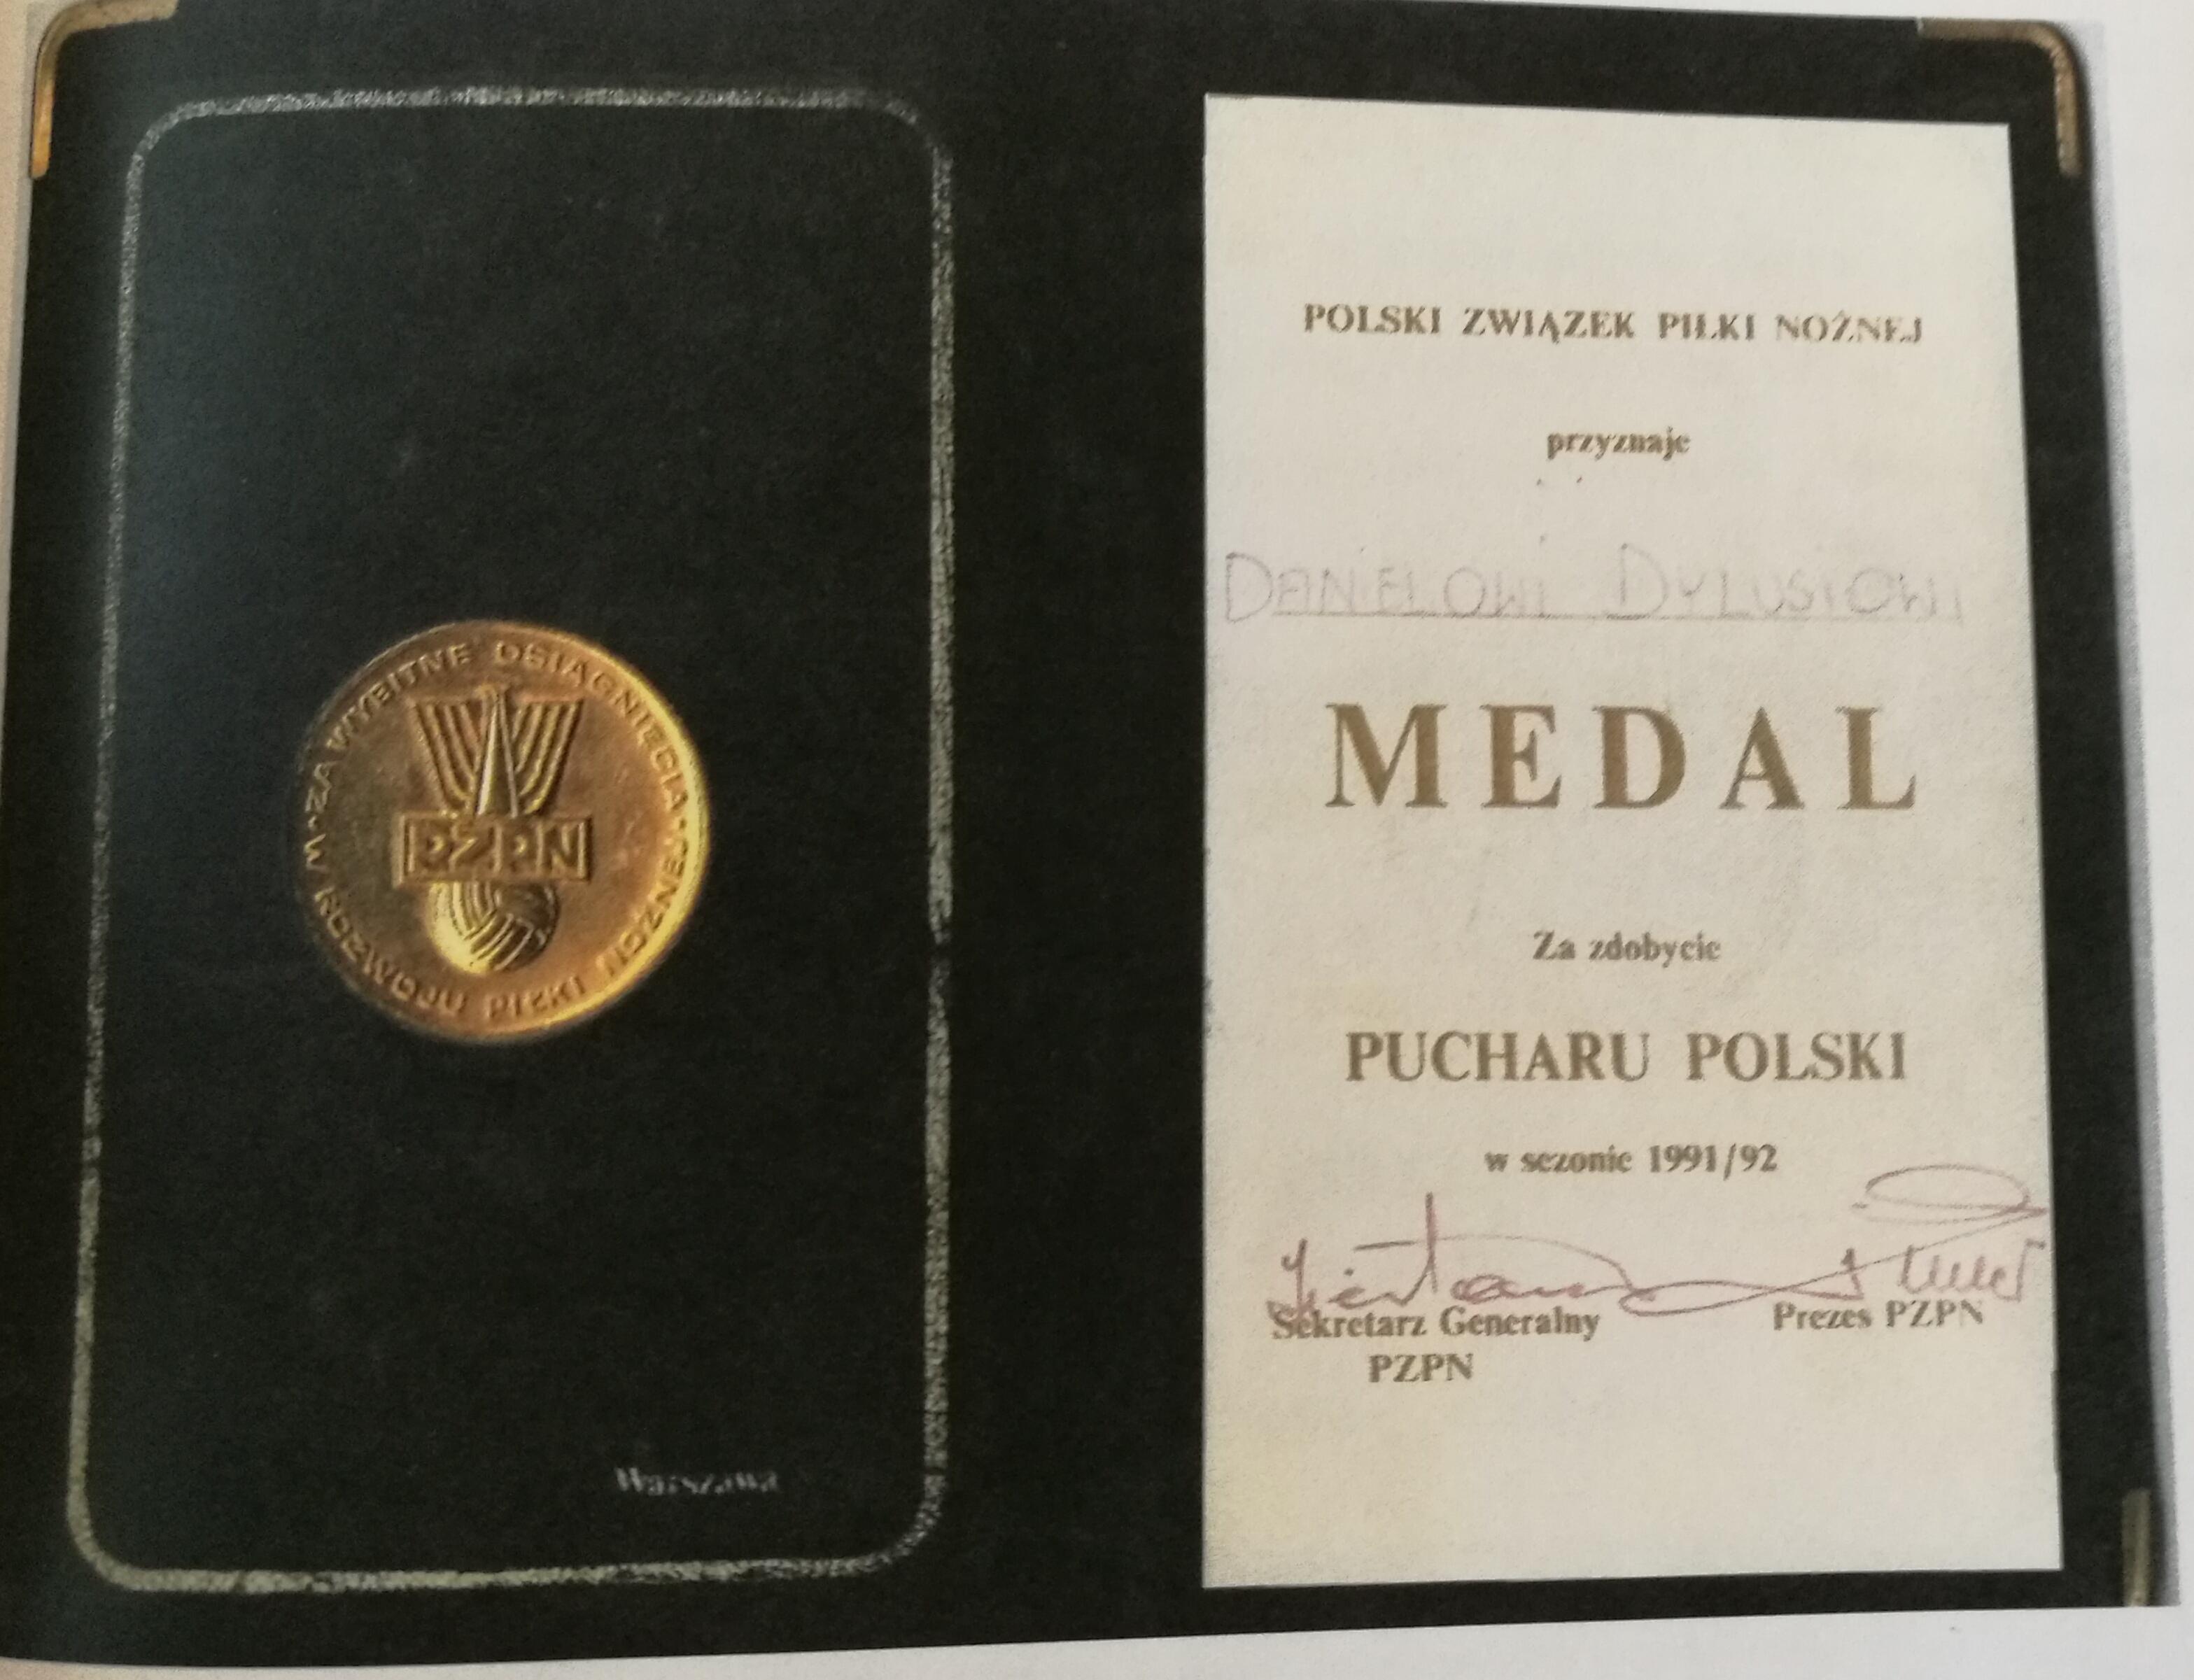 ZA WYBITNE OSIĄGNIĘCIA
W ROZWOJU PIŁKI NOŻNEJ
PZPN
Warszawa
POLSKI ZWIĄZEK PIŁKI NOŻNEJ
przyznaje
DANIELOWI DYLUSIOWI
MEDAL
Za zdobycie
PUCHARU POLSKI
w sezonie 1991/92
Sekretarz Generalny Prezes PZPN
PZPN